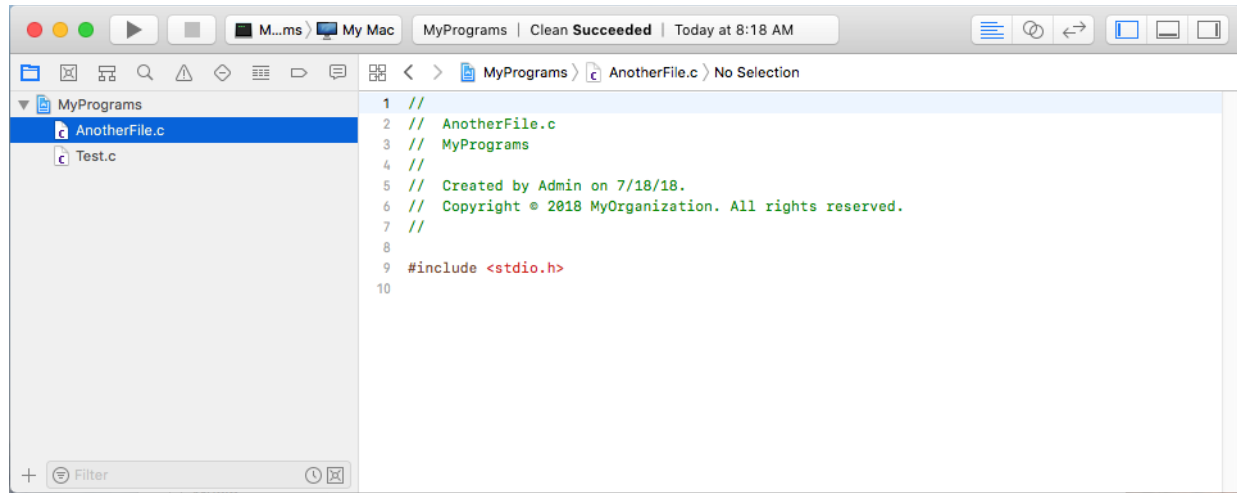 M...ms 〉 My Mac
MyPrograms | Clean Succeeded | Today at 8:18 AM
MyPrograms 〉 AnotherFile.c 〉 No Selection
MyPrograms
AnotherFile.c
Test.c
Filter
1 //
2 // AnotherFile.c
3 // MyPrograms
4 //
5 // Created by Admin on 7/18/18.
6 // Copyright © 2018 MyOrganization. All rights reserved.
7 //
8
9 #include <stdio.h>
10